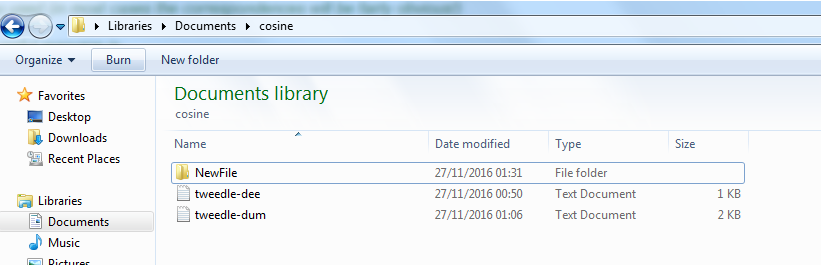 Libraries Documents cosine
Organize Burn New folder
Favorites
Desktop
Downloads
Recent Places
Libraries
Documents
Music
Pictures
Documents library
cosine
Name Date modified Type Size
NewFile 27/11/2016 01:31 File folder
tweedle-dee 27/11/2016 00:50 Text Document 1 KB
tweedle-dum 27/11/2016 01:06 Text Document 2 KB